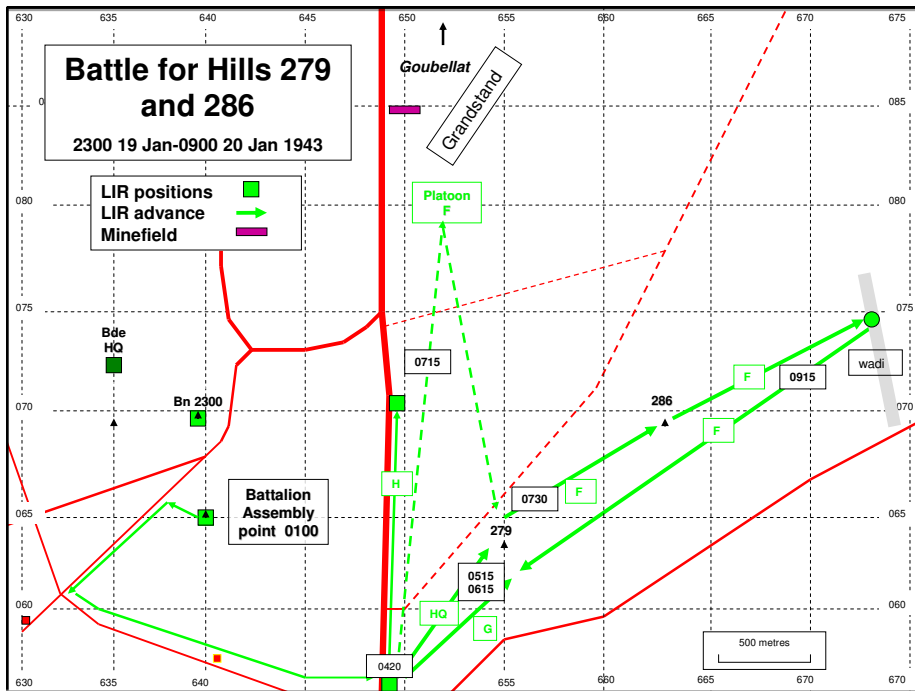 630 635 640 650 655 660 665 670 675
Battle for Hills 279
and 286
2300 19 Jan-0900 20 Jan 1943
Goubellat
Grandstand
0
085
LIR positions
LIR advance
Minefield
Platoon
F
080
080
075
075
Bde
HQ
0715
wadi
F
0915
Bn 2300
286
070
070
F
H
Battalion
Assembly
point 0100
0730
F
065
065
279
0515
0615
060
060
HQ
G
500 metres
0420
630 635 640 650 655 660 665 670